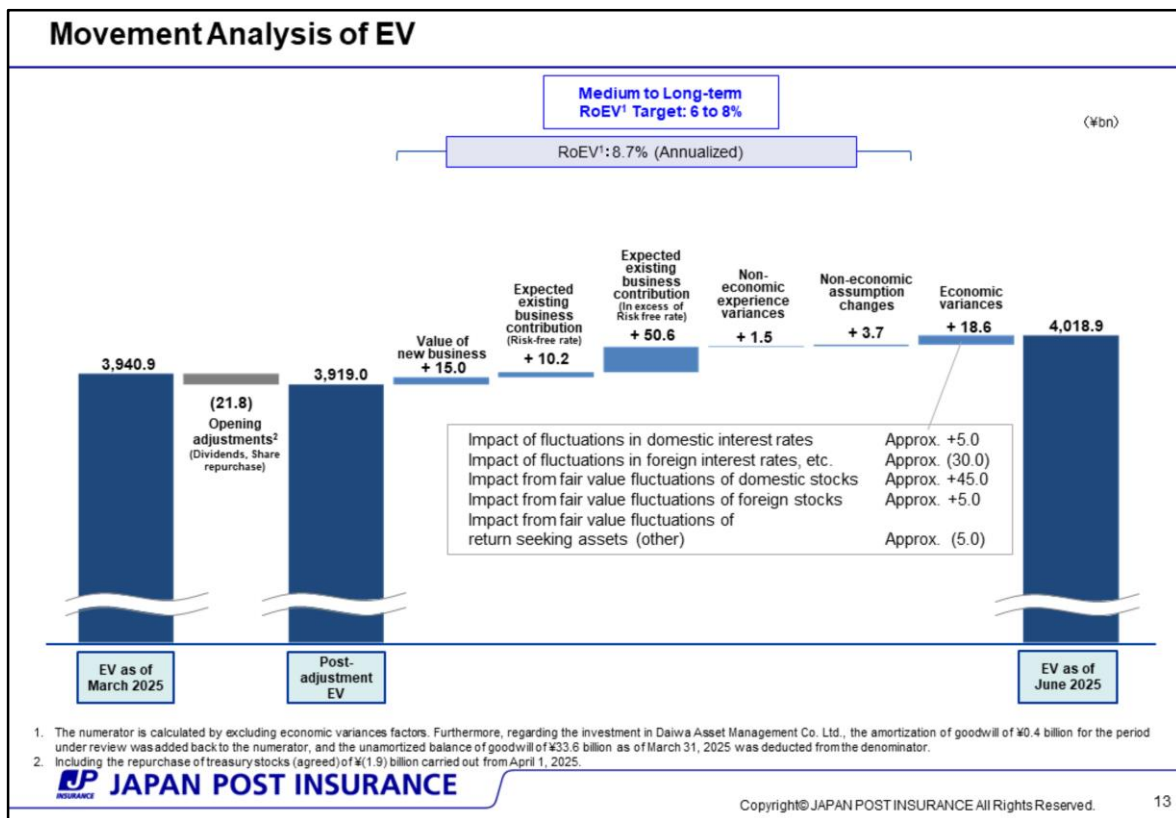 Movement Analysis of EV
Medium to Long-term
RoEV¹ Target: 6 to 8%
(¥bn)
RoEV¹: 8.7% (Annualized)
3,940.9
(21.8)
Opening
adjustments²
(Dividends, Share
repurchase)
3,919.0
Value of
new business
+ 15.0
Expected
existing
business
contribution
(Risk-free rate)
+ 10.2
Expected
existing
business
contribution
(In excess of
Risk free rate)
+ 50.6
Non-
economic
experience
variances
+ 1.5
Non-economic
assumption
changes
+ 3.7
Economic
variances
+ 18.6
4,018.9
Impact of fluctuations in domestic interest rates Approx. +5.0
Impact of fluctuations in foreign interest rates, etc. Approx. (30.0)
Impact from fair value fluctuations of domestic stocks Approx. +45.0
Impact from fair value fluctuations of foreign stocks Approx. +5.0
Impact from fair value fluctuations of
return seeking assets (other) Approx. (5.0)
EV as of
March 2025
Post-
adjustment
EV
EV as of
June 2025
1. The numerator is calculated by excluding economic variances factors. Furthermore, regarding the investment in Daiwa Asset Management Co. Ltd., the amortization of goodwill of ¥0.4 billion for the period
under review was added back to the numerator, and the unamortized balance of goodwill of ¥33.6 billion as of March 31, 2025 was deducted from the denominator.
2. Including the repurchase of treasury stocks (agreed) of ¥(1.9) billion carried out from April 1, 2025.
JP
INSURANCE
JAPAN POST INSURANCE
Copyright© JAPAN POST INSURANCE All Rights Reserved.
13